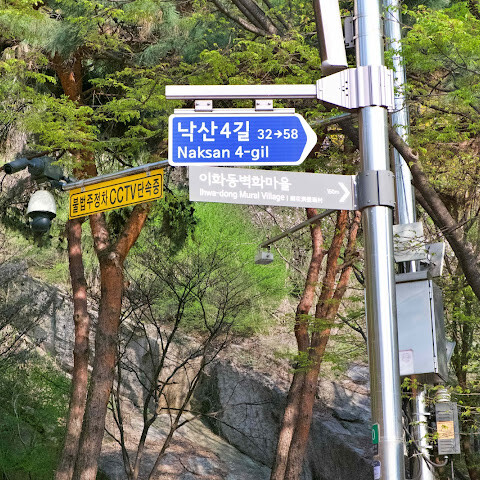 낙산4길 32→58
Naksan 4-gil
이화동벽화마을
Ihwa-dong Mural Village
불법주정차CCTV단속중